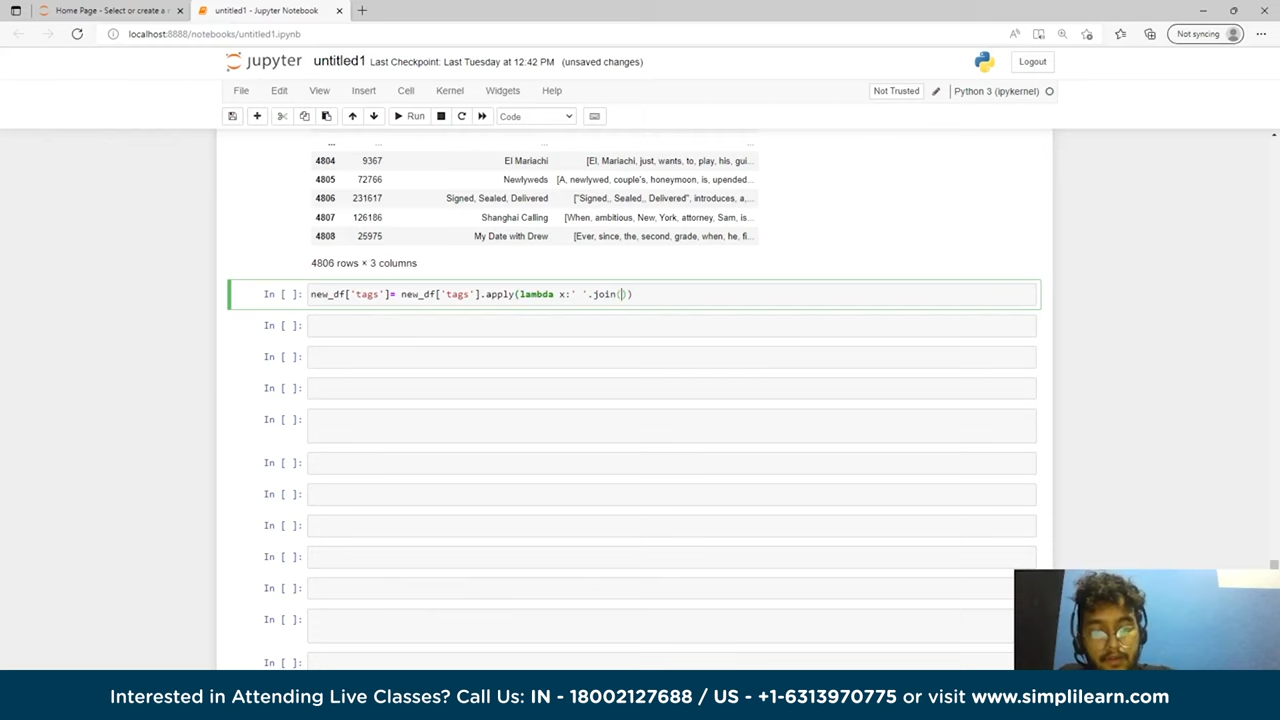 Home Page - Select or create a n
untitled1 - Jupyter Notebook
localhost:8888/notebooks/untitled1.ipynb
Not syncing
jupyter untitled1 Last Checkpoint: Last Tuesday at 12:42 PM (unsaved changes)
Logout
File Edit View Insert Cell Kernel Widgets Help
Not Trusted
Python 3 (ipykernel)
Run
Code
... ... ... ...
4804 9367 El Mariachi [El, Mariachi, just, wants, to, play, his, gui...
4805 72766 Newlyweds [A, newlywed, couple's, honeymoon, is, upended...
4806 231617 Signed, Sealed, Delivered ["Signed,, Sealed,, Delivered", introduces, a,...
4807 126186 Shanghai Calling [When, ambitious, New, York, attorney, Sam, is...
4808 25975 My Date with Drew [Ever, since, the, second, grade, when, he, fi...
4806 rows × 3 columns
In [ ]: new_df['tags']= new_df['tags'].apply(lambda x:' '.join())
In [ ]:
In [ ]:
In [ ]:
In [ ]:
In [ ]:
In [ ]:
In [ ]:
In [ ]:
In [ ]:
In [ ]:
In [ ]:
Interested in Attending Live Classes? Call Us: IN - 18002127688 / US - +1-6313970775 or visit www.simplilearn.com